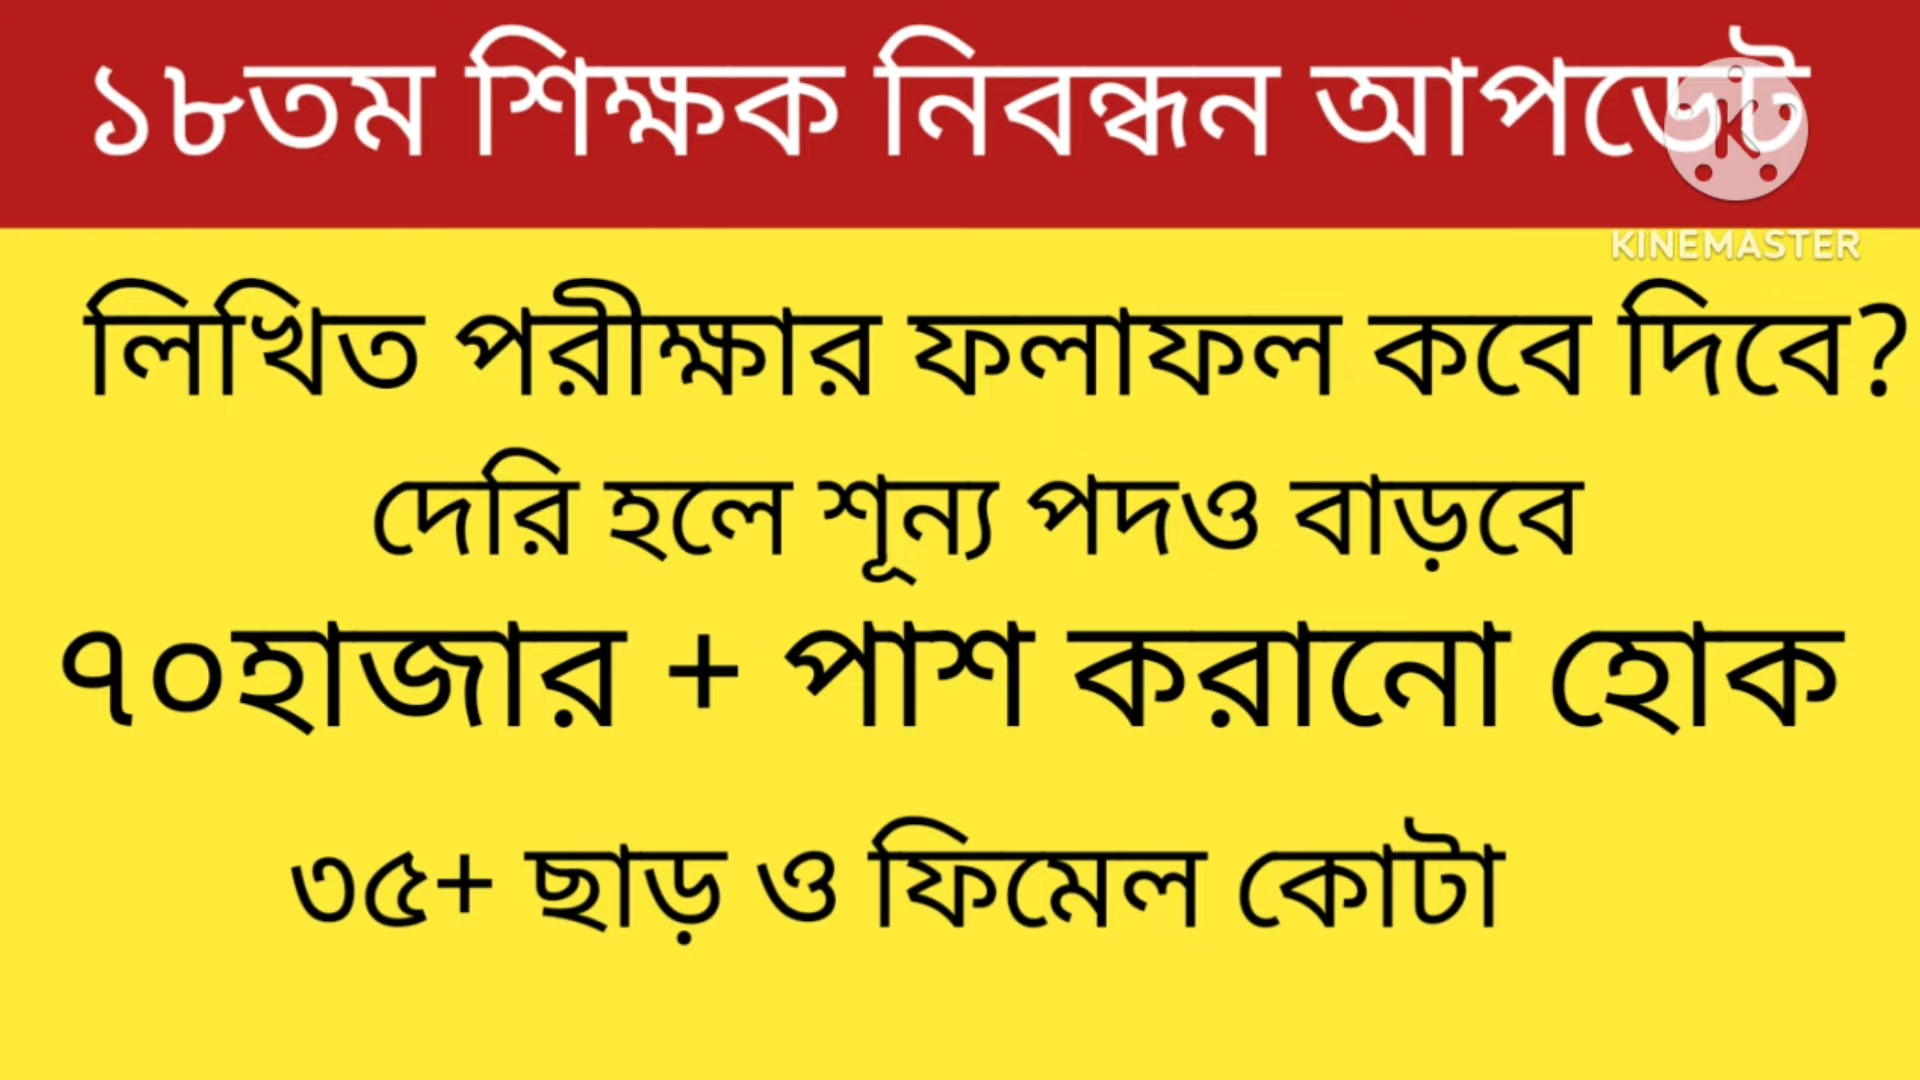 ১৮তম শিক্ষক নিবন্ধন আপডেট
KINEMASTER
লিখিত পরীক্ষার ফলাফল কবে দিবে?
দেরি হলে শূন্য পদও বাড়বে
৭০হাজার + পাশ করানো হোক
৩৫+ ছাড় ও ফিমেল কোটা